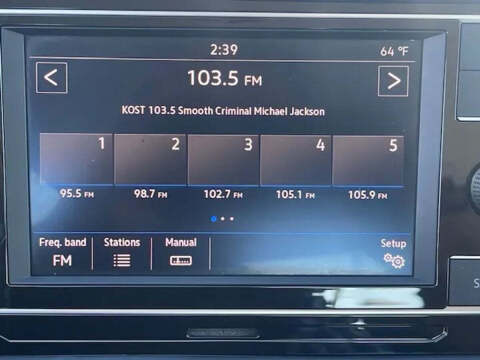 2:39 64 °F
< 103.5 FM >
KOST 103.5 Smooth Criminal Michael Jackson
1 2 3 4 5
95.5 FM 98.7 FM 102.7 FM 105.1 FM 105.9 FM
Freq. band Stations Manual Setup
FM
S